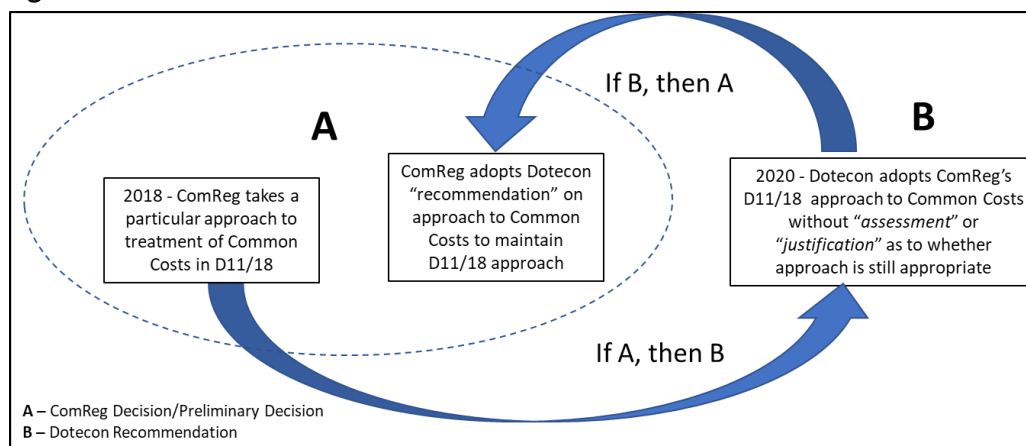 If B, then A
A
B
2018 - ComReg takes a
particular approach to
treatment of Common
Costs in D11/18
ComReg adopts Dotecon
“recommendation” on
approach to Common
Costs to maintain
D11/18 approach
2020 - Dotecon adopts ComReg’s
D11/18 approach to Common Costs
without “assessment” or
“justification” as to whether
approach is still appropriate
If A, then B
A – ComReg Decision/Preliminary Decision
B – Dotecon Recommendation